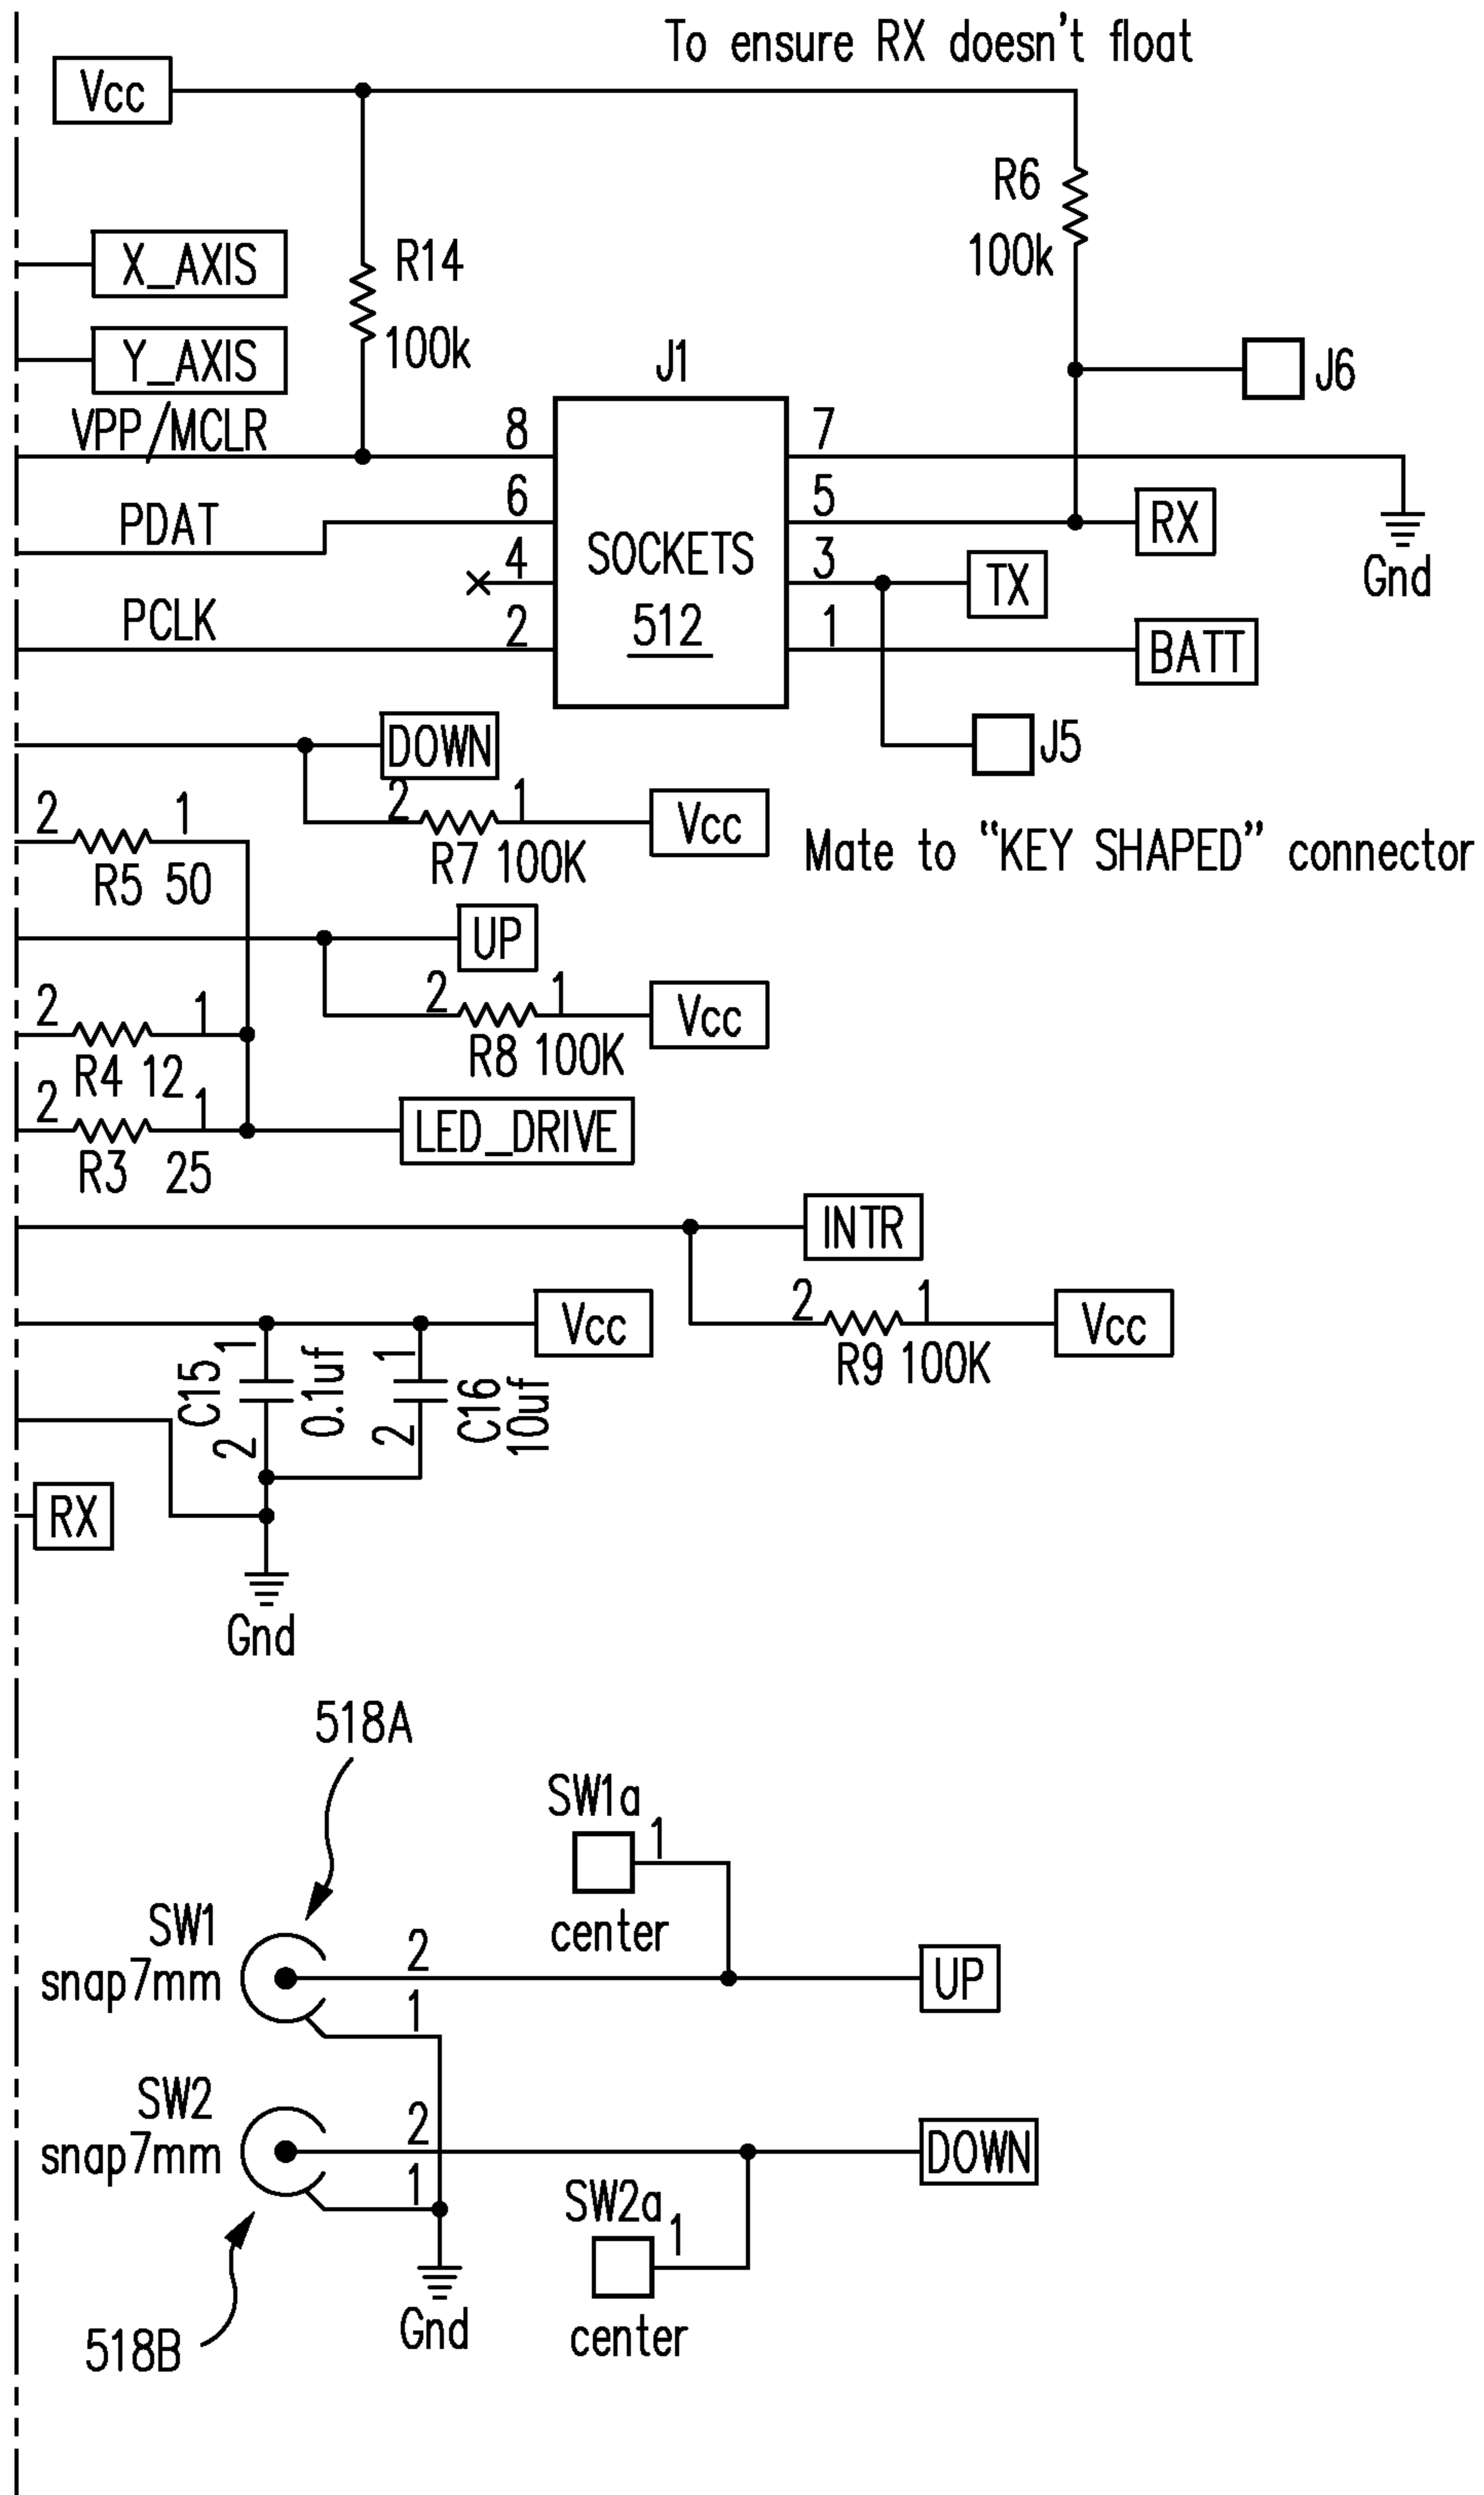 To ensure RX doesn't float
Vcc
R6
100k
X_AXIS
R14
100k
Y_AXIS
J1
J6
VPP/MCLR
8
7
PDAT
6
5
RX
SOCKETS
4
3
TX
Gnd
PCLK
512
2
1
BATT
DOWN
J5
2
1
Vcc
R7 100K
2
1
R5 50
Mate to “KEY SHAPED” connector
UP
2
1
Vcc
R8 100K
2
1
R4 12
2
1
LED_DRIVE
R3 25
INTR
2
1
Vcc
R9 100K
Vcc
1
C15
0.1uf
2
1
C16
10uf
2
RX
Gnd
518A
SW1a
1
center
SW1
snap7mm
2
1
UP
SW2
snap7mm
2
1
DOWN
SW2a
1
center
Gnd
518B